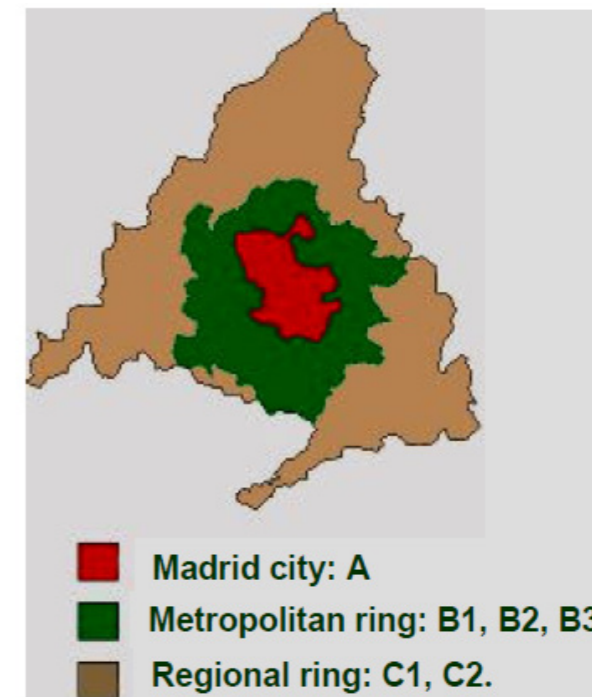 Madrid city: A
Metropolitan ring: B1, B2, B3
Regional ring: C1, C2.